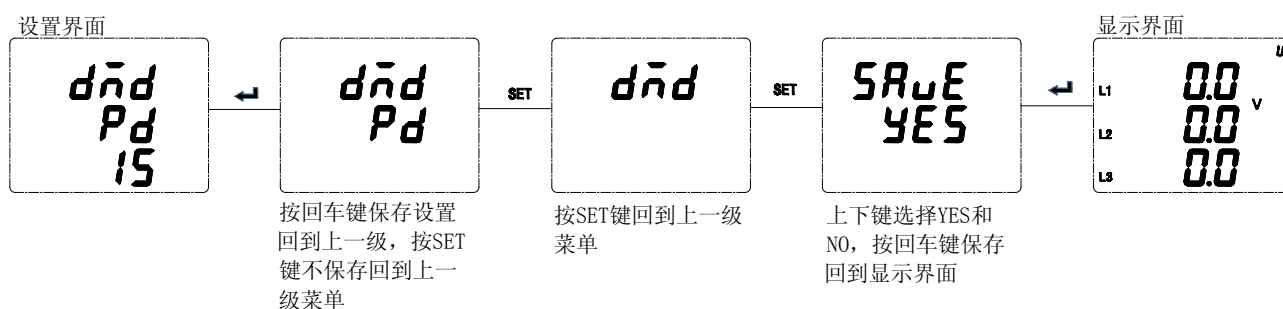 设置界面
dmd
Pd
15
SET
dmd
Pd
按回车键保存设置
回到上一级，按SET
键不保存回到上一
级菜单
dmd
按SET键回到上一级
菜单
SET
SAvE
YES
上下键选择YES和
NO，按回车键保存
回到显示界面
显示界面
U
L1 0.0 V
L2 0.0
L3 0.0